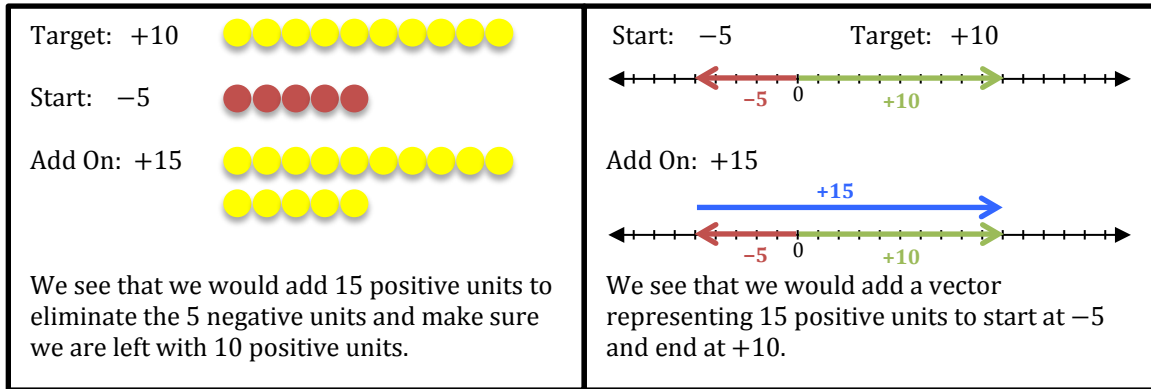 Target: +10
Start: −5
Add On: +15
We see that we would add 15 positive units to
eliminate the 5 negative units and make sure
we are left with 10 positive units.
Start: −5 Target: +10
−5 0 +10
Add On: +15
+15
−5 0 +10
We see that we would add a vector
representing 15 positive units to start at −5
and end at +10.